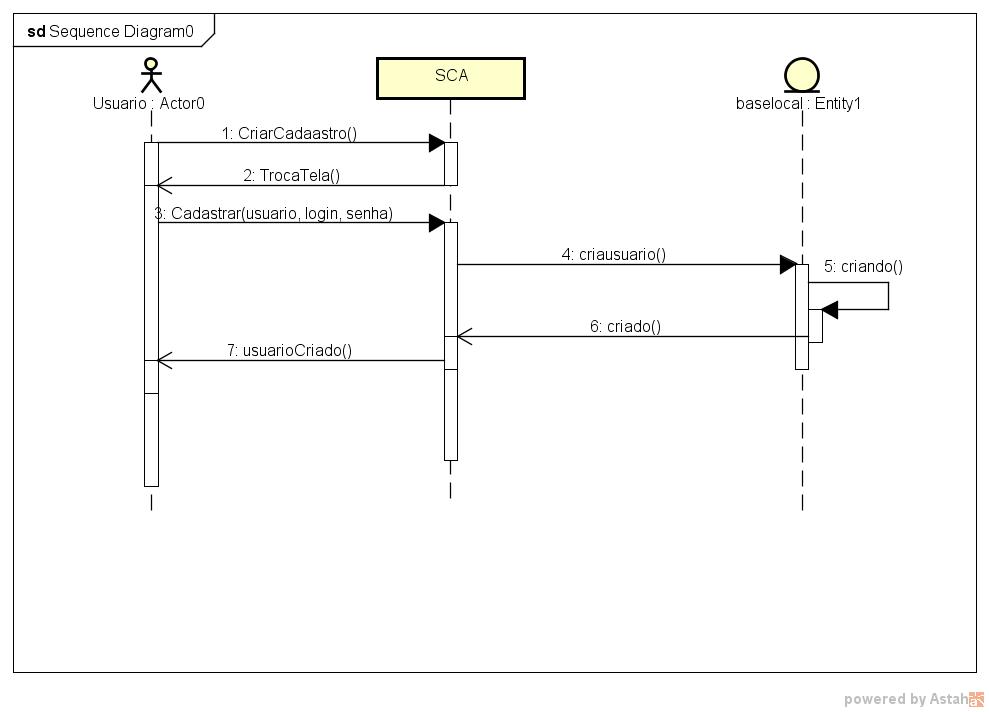 sd Sequence Diagram0
SCA
Usuario : Actor0
baselocal : Entity1
1: CriarCadaastro()
2: TrocaTela()
3: Cadastrar(usuario, login, senha)
4: criausuario()
5: criando()
6: criado()
7: usuarioCriado()
powered by Astah